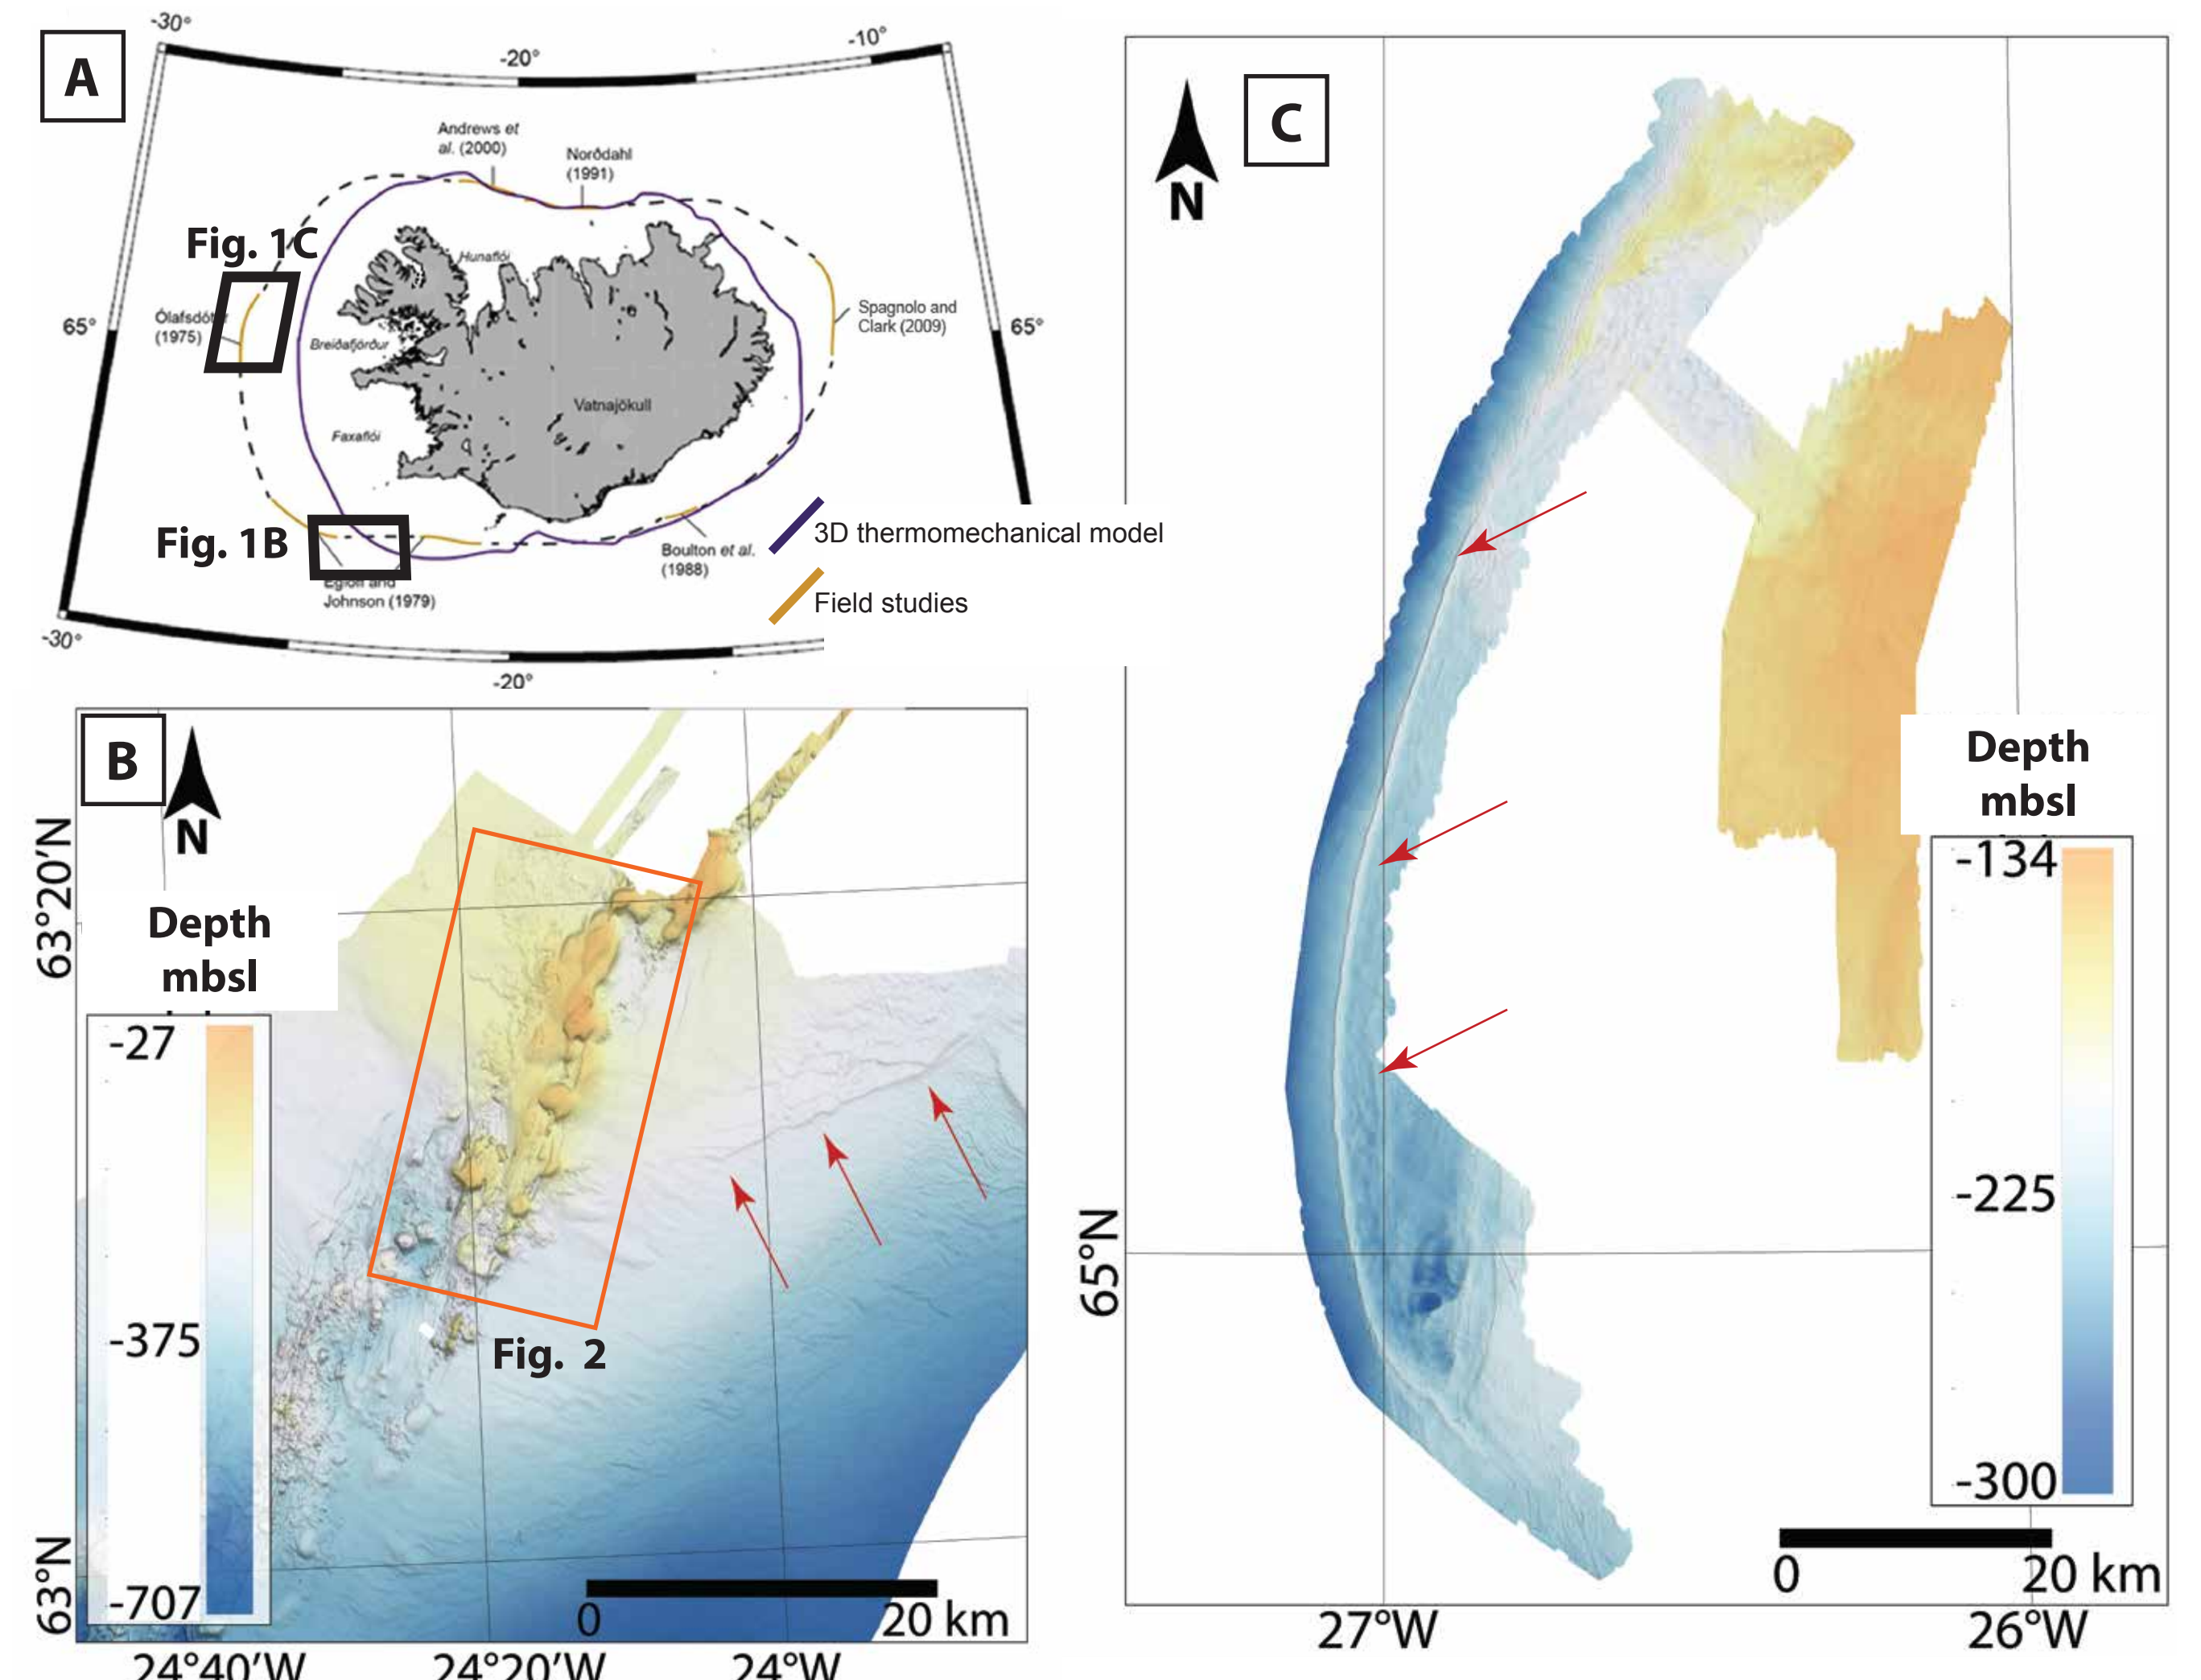 A
-30°
-20°
-10°
Andrews et
al. (2000)
Norðdahl
(1991)
Fig. 1C
Hunaflói
65°
(1975)
Breiðafjörður
Spagnolo and
Clark (2009)
65°
Vatnajökull
Faxaflói
Fig. 1B
Boulton et al.
(1988)
Johnson (1979)
3D thermomechanical model
Field studies
-30°
-20°
B
N
63°20'N
Depth
mbsl
-27
-375
-707
Fig. 2
63°N
0
20 km
24°40'W
24°20'W
24°W
C
N
Depth
mbsl
-134
-225
-300
65°N
0
20 km
27°W
26°W